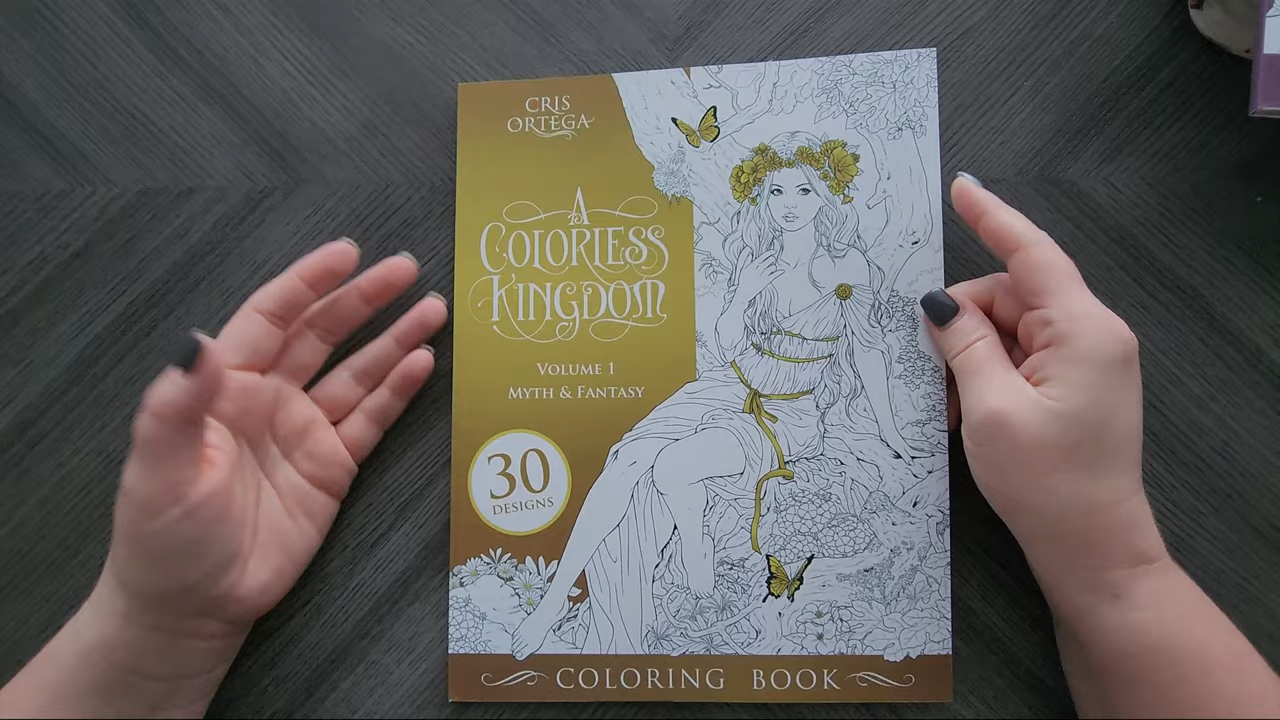 CRIS
ORTEGA
A
COLORLESS
KINGDOM
VOLUME 1
MYTH & FANTASY
30
DESIGNS
COLORING BOOK